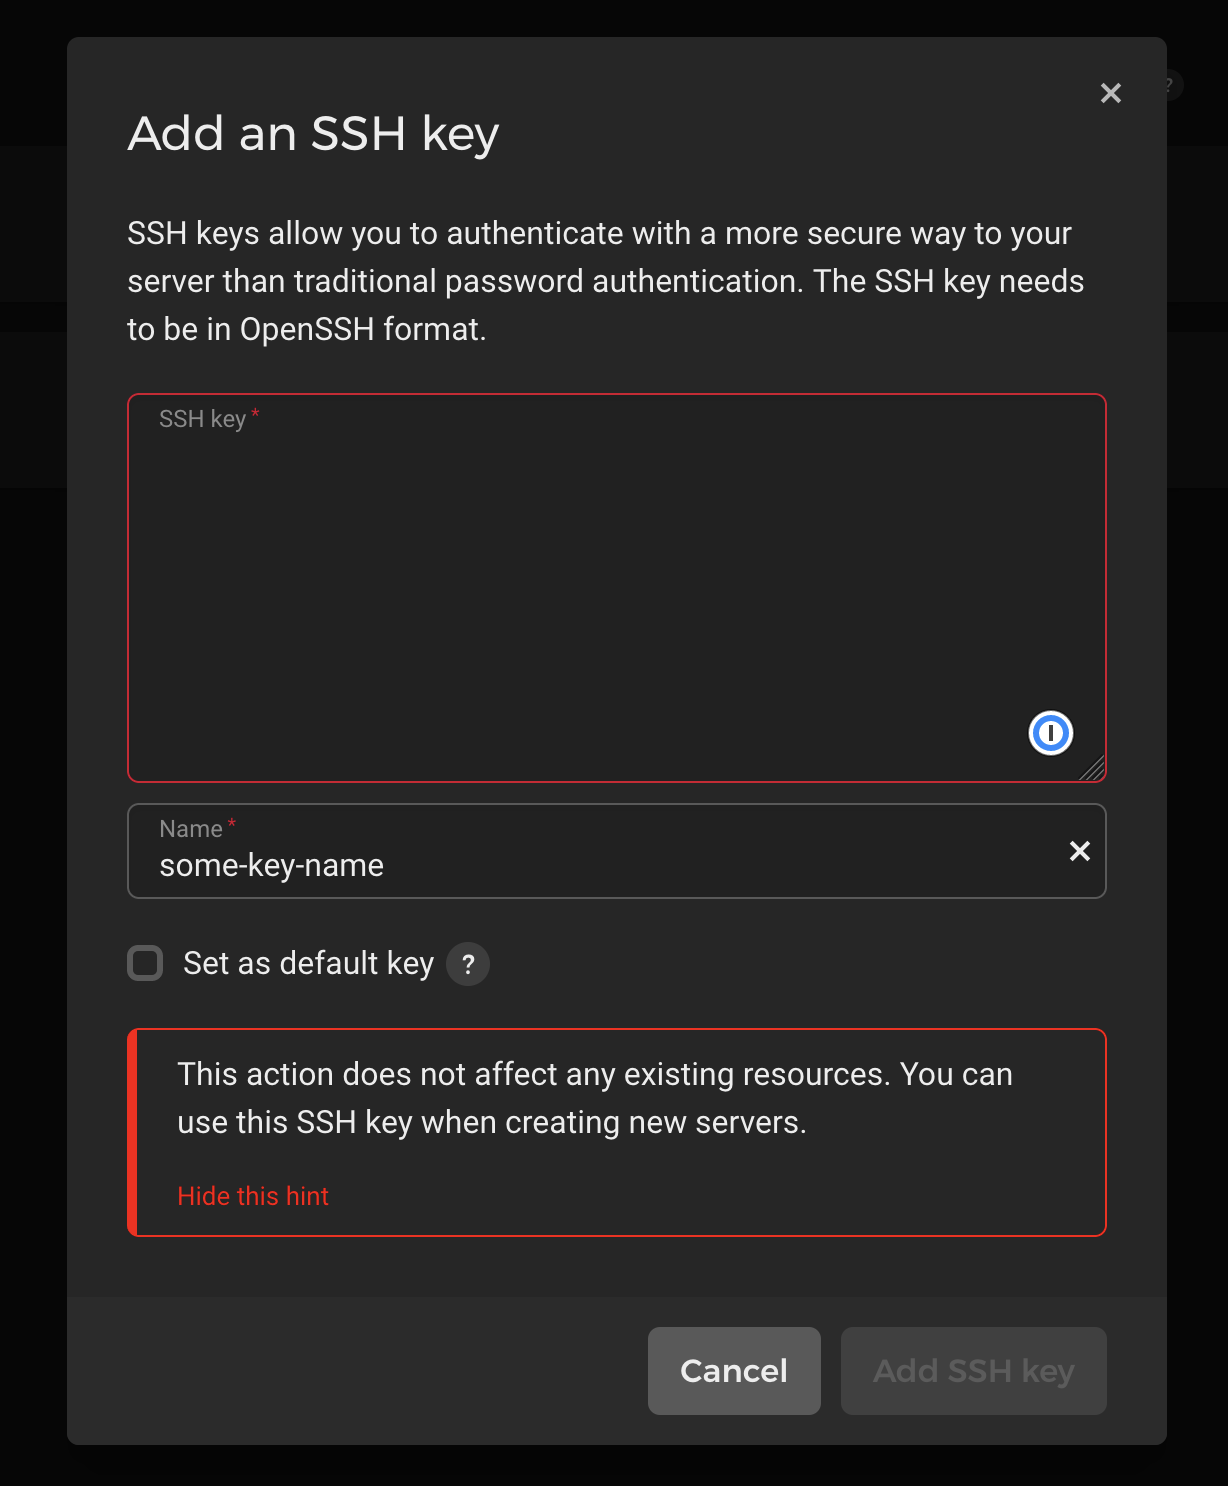 Add an SSH key
?
SSH keys allow you to authenticate with a more secure way to your
server than traditional password authentication. The SSH key needs
to be in OpenSSH format.
SSH key *
Name *
some-key-name
Set as default key ?
This action does not affect any existing resources. You can
use this SSH key when creating new servers.
Hide this hint
Cancel Add SSH key